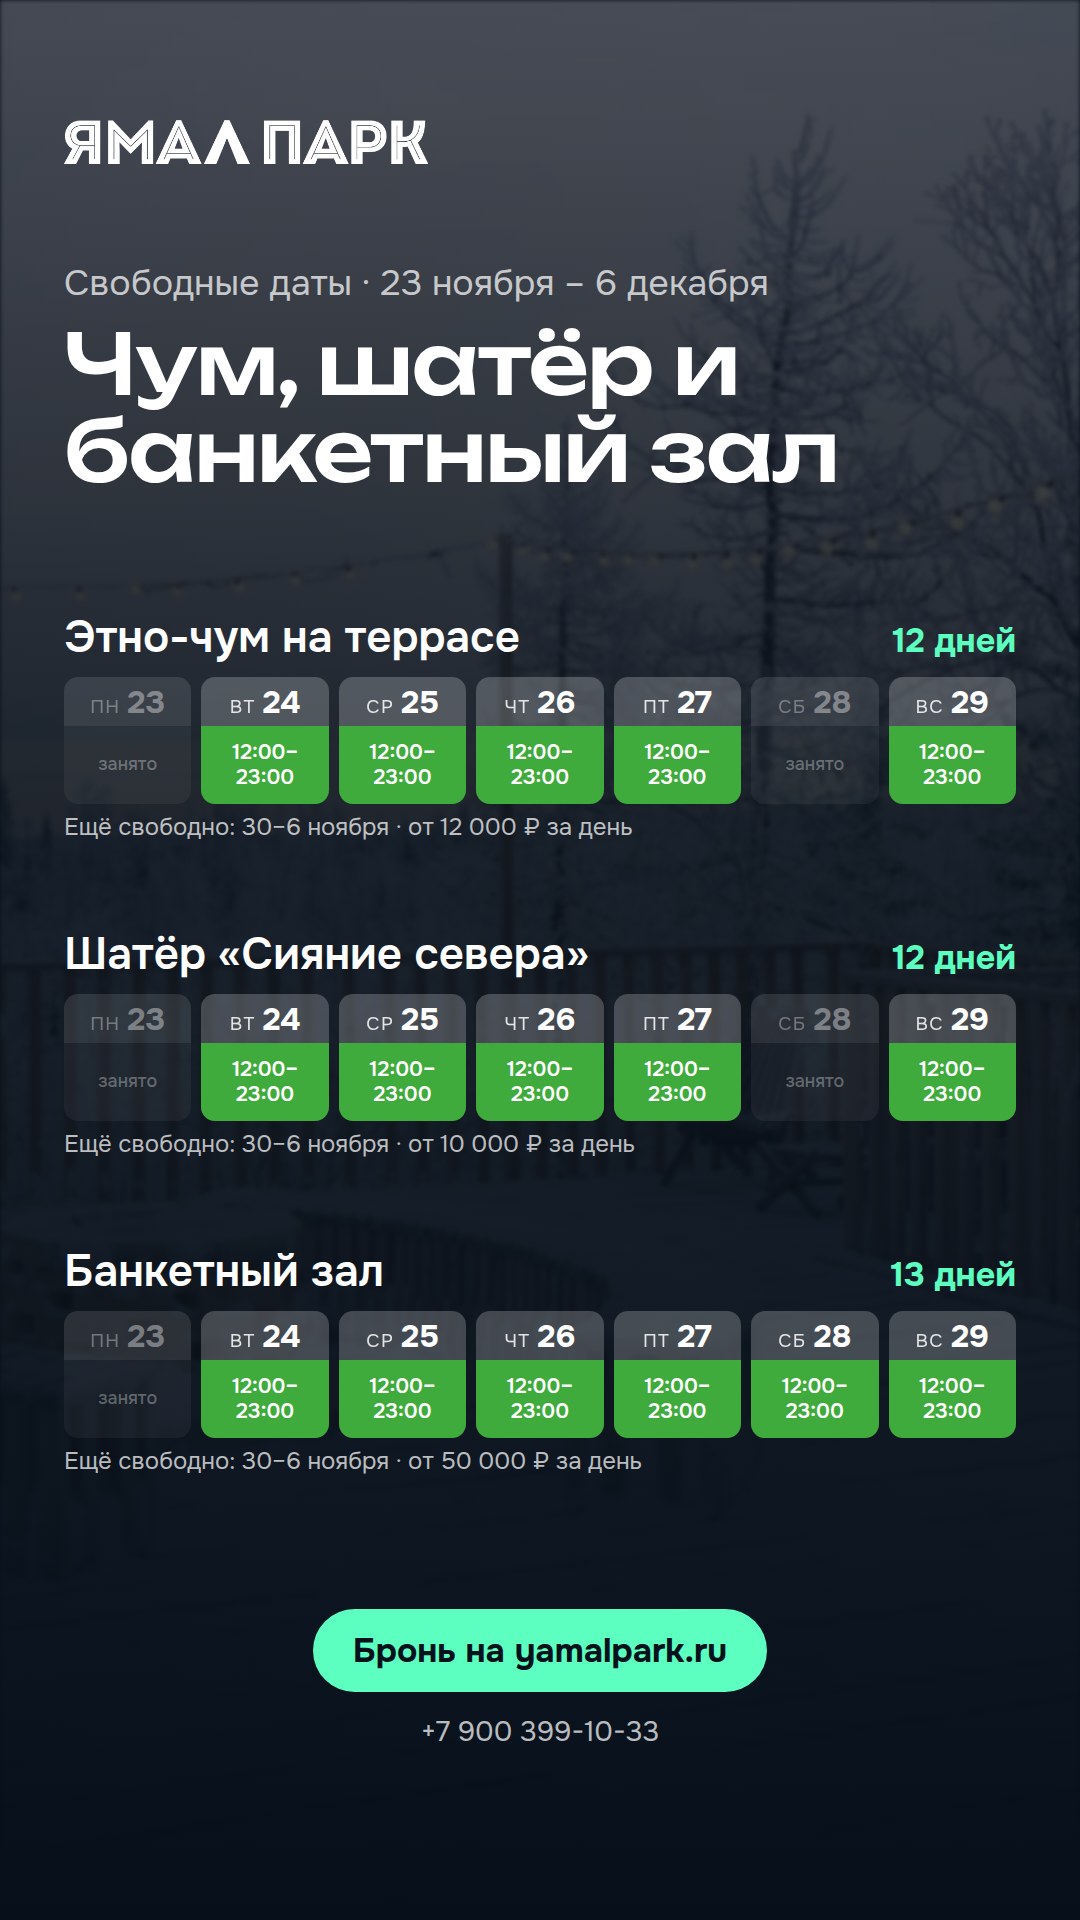 ЯМАЛ ПАРК
Свободные даты · 23 ноября – 6 декабря
Чум, шатёр и
банкетный зал
Этно-чум на террасе 12 дней
ПН 23 ВТ 24 СР 25 ЧТ 26 ПТ 27 СБ 28 ВС 29
занято 12:00– 12:00– 12:00– 12:00– занято 12:00–
23:00 23:00 23:00 23:00 23:00
Ещё свободно: 30–6 ноября · от 12 000 ₽ за день
Шатёр «Сияние севера» 12 дней
ПН 23 ВТ 24 СР 25 ЧТ 26 ПТ 27 СБ 28 ВС 29
занято 12:00– 12:00– 12:00– 12:00– занято 12:00–
23:00 23:00 23:00 23:00 23:00
Ещё свободно: 30–6 ноября · от 10 000 ₽ за день
Банкетный зал 13 дней
ПН 23 ВТ 24 СР 25 ЧТ 26 ПТ 27 СБ 28 ВС 29
занято 12:00– 12:00– 12:00– 12:00– 12:00– 12:00–
23:00 23:00 23:00 23:00 23:00 23:00
Ещё свободно: 30–6 ноября · от 50 000 ₽ за день
Бронь на yamalpark.ru
+7 900 399-10-33